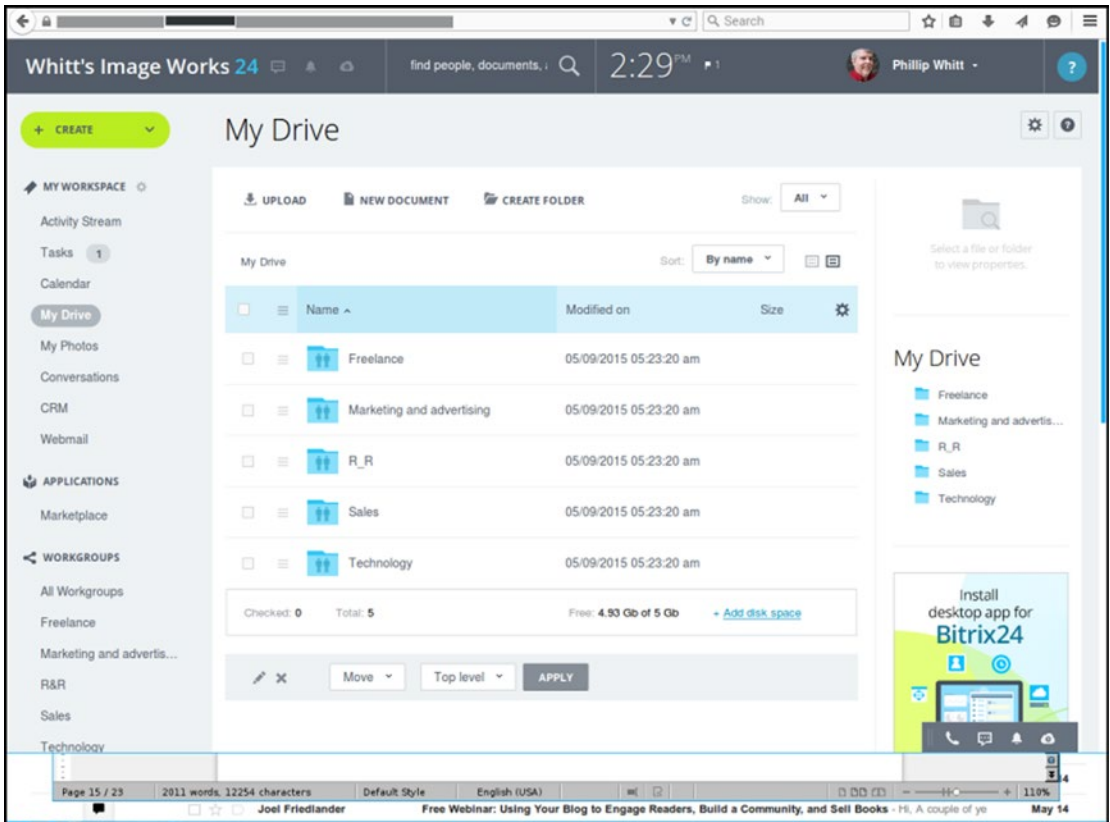 Search
Whitt's Image Works 24
find people, documents,
2:29 PM
1
Phillip Whitt
?
+ CREATE
My Drive
MY WORKSPACE
Activity Stream
Tasks 1
Calendar
My Drive
My Photos
Conversations
CRM
Webmail
APPLICATIONS
Marketplace
WORKGROUPS
All Workgroups
Freelance
Marketing and advertis...
R&R
Sales
Technology
UPLOAD NEW DOCUMENT CREATE FOLDER Show: All
My Drive Sort: By name
Name Modified on Size
Freelance 05/09/2015 05:23:20 am
Marketing and advertising 05/09/2015 05:23:20 am
R_R 05/09/2015 05:23:20 am
Sales 05/09/2015 05:23:20 am
Technology 05/09/2015 05:23:20 am
Checked: 0 Total: 5 Free: 4.93 Gb of 5 Gb + Add disk space
Move Top level APPLY
Select a file or folder
to view properties.
My Drive
Freelance
Marketing and advertis...
R_R
Sales
Technology
Install
desktop app for
Bitrix24
Page 15 / 23 2011 words, 12254 characters Default Style English (USA) 110%
Joel Friedlander Free Webinar: Using Your Blog to Engage Readers, Build a Community, and Sell Books - Hi, A couple of ye May 14